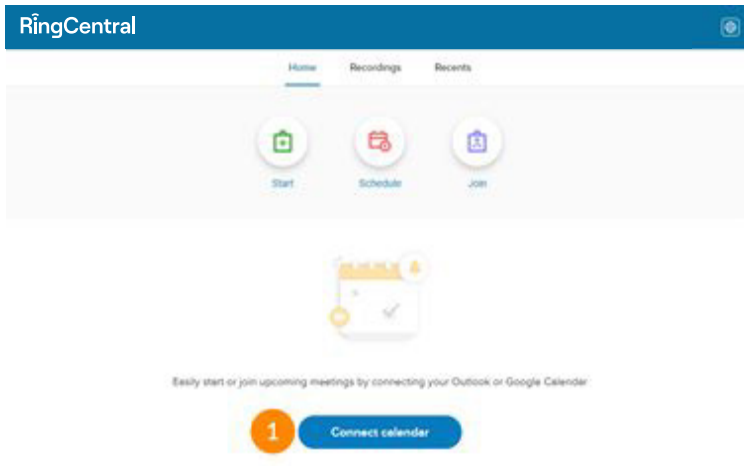 RingCentral
Home Recordings Recents
Start Schedule Join
Easily start or join upcoming meetings by connecting your Outlook or Google Calendar
1 Connect calendar